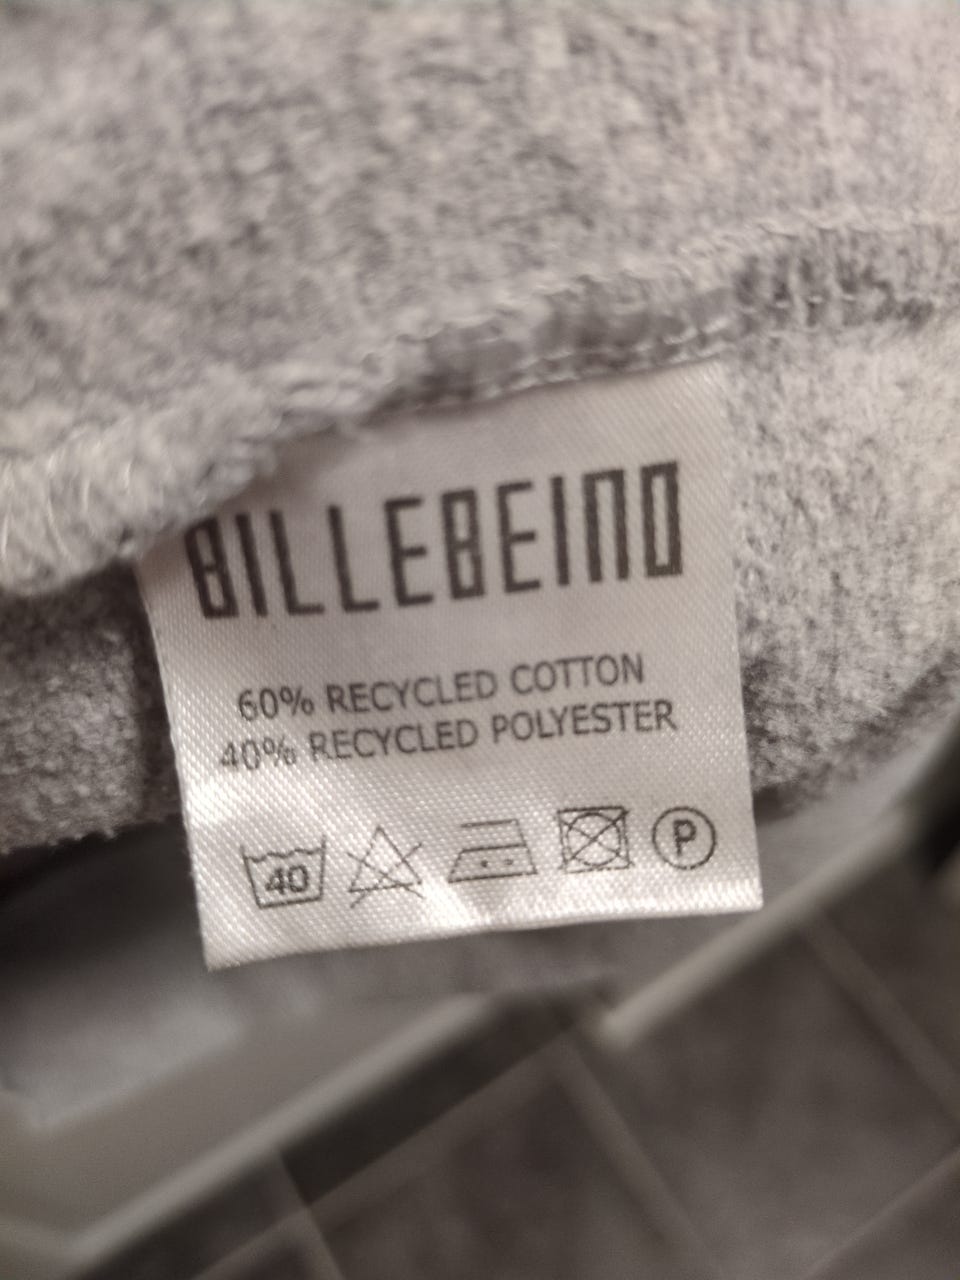 BILLEBEINO
60% RECYCLED COTTON
40% RECYCLED POLYESTER
40 P